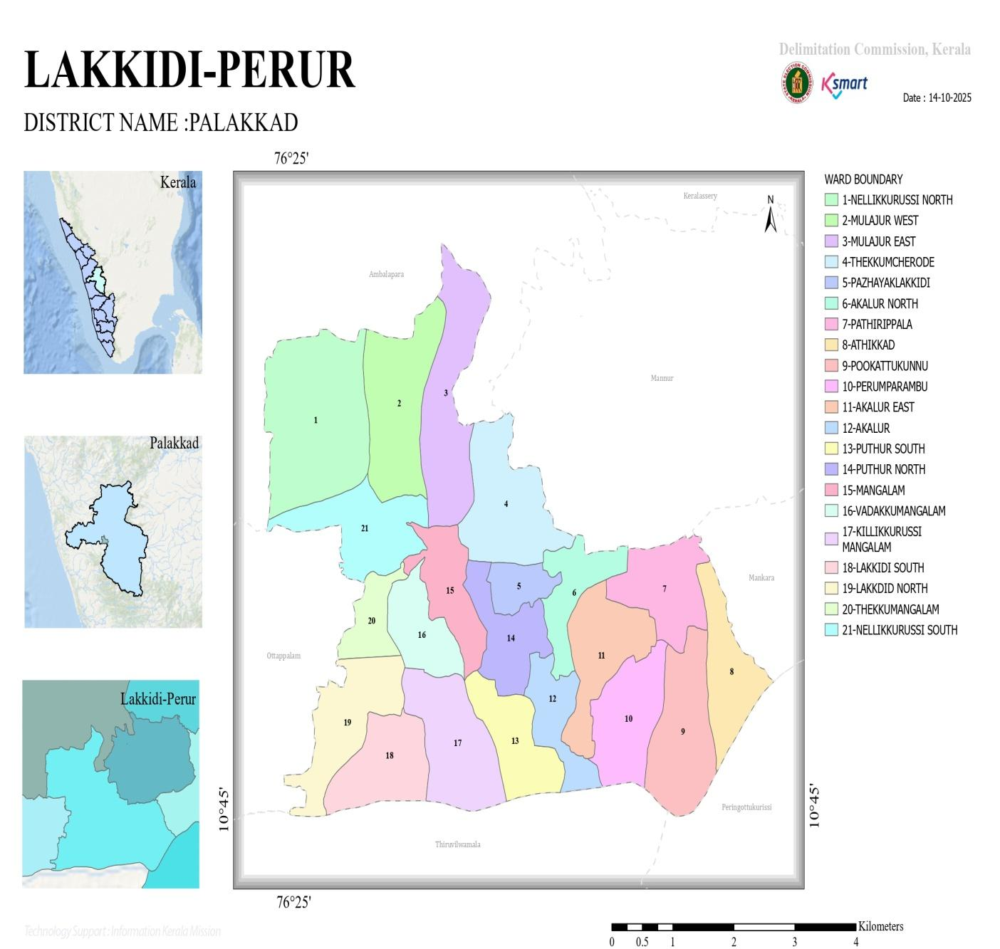 LAKKIDI-PERUR
DISTRICT NAME :PALAKKAD
Delimitation Commission, Kerala
STATE ELECTION COMMISSION
KERALA
Ksmart
Date : 14-10-2025
Kerala
Palakkad
Lakkidi-Perur
76°25'
Keralassery
N
Ambalapara
Mannur
Mankara
Ottappalam
Peringottukurissi
Thiruvilwamala
1
2
3
4
5
6
7
8
9
10
11
12
13
14
15
16
17
18
19
20
21
10°45'
10°45'
76°25'
WARD BOUNDARY
1-NELLIKKURUSSI NORTH
2-MULAJUR WEST
3-MULAJUR EAST
4-THEKKUMCHERODE
5-PAZHAYAKLAKKIDI
6-AKALUR NORTH
7-PATHIRIPPALA
8-ATHIKKAD
9-POOKATTUKUNNU
10-PERUMPARAMBU
11-AKALUR EAST
12-AKALUR
13-PUTHUR SOUTH
14-PUTHUR NORTH
15-MANGALAM
16-VADAKKUMANGALAM
17-KILLIKKURUSSI
MANGALAM
18-LAKKIDI SOUTH
19-LAKKDID NORTH
20-THEKKUMANGALAM
21-NELLIKKURUSSI SOUTH
Technology Support : Information Kerala Mission
Kilometers
0 0.5 1 2 3 4